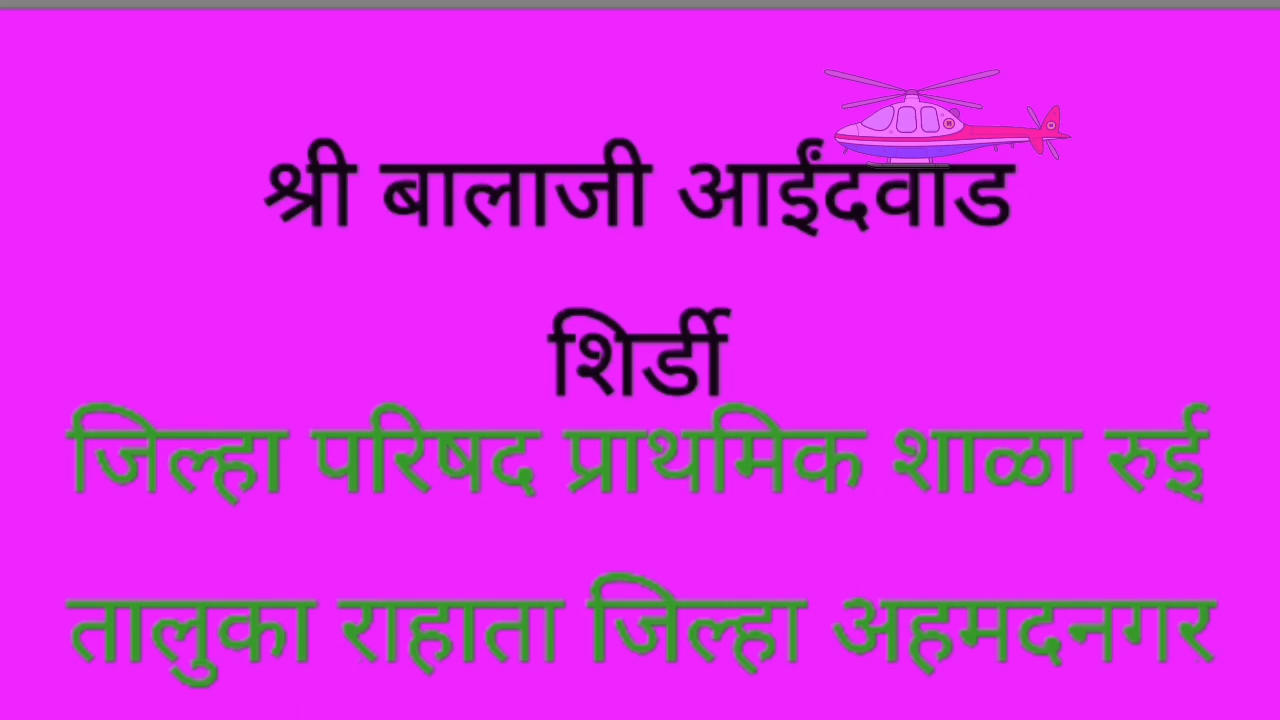 श्री बालाजी आईंदवाड
शिर्डी
जिल्हा परिषद प्राथमिक शाळा रुई
तालुका राहाता जिल्हा अहमदनगर